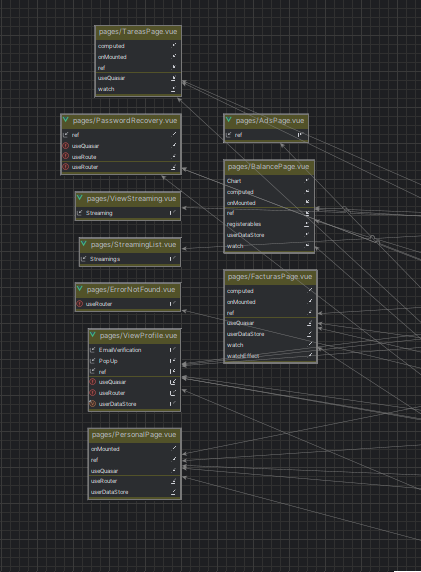 pages/TareasPage.vue
computed
onMounted
ref
useQuasar
watch
pages/PasswordRecovery.vue
ref
useQuasar
useRoute
useRouter
pages/ViewStreaming.vue
Streaming
pages/StreamingList.vue
Streamings
pages/ErrorNotFound.vue
useRouter
pages/ViewProfile.vue
EmailVerification
PopUp
ref
useQuasar
useRouter
userDataStore
pages/PersonalPage.vue
onMounted
ref
useQuasar
useRouter
userDataStore
pages/AdsPage.vue
ref
pages/BalancePage.vue
Chart
computed
onMounted
ref
registerables
userDataStore
watch
pages/FacturasPage.vue
computed
onMounted
ref
useQuasar
userDataStore
watch
watchEffect